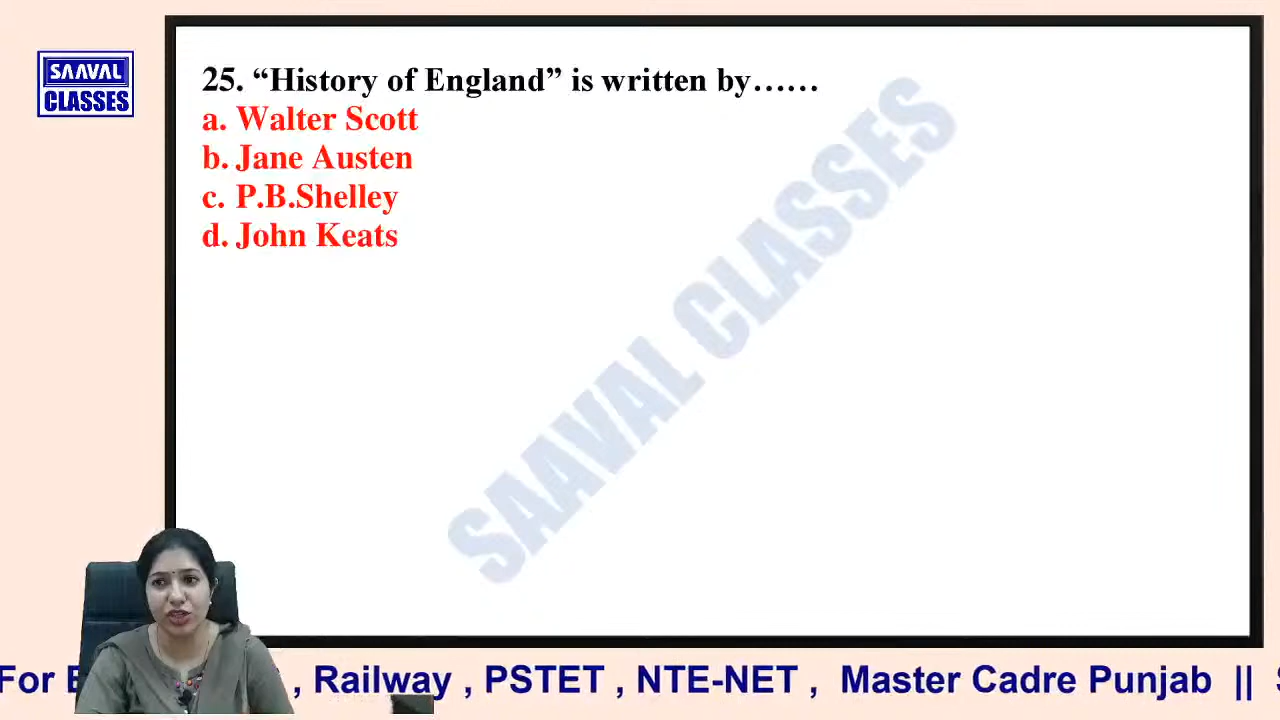 SAAVAL
CLASSES
25. “History of England” is written by……
a. Walter Scott
b. Jane Austen
c. P.B.Shelley
d. John Keats
SAAVAL CLASSES
For , Railway , PSTET , NTE-NET , Master Cadre Punjab ||